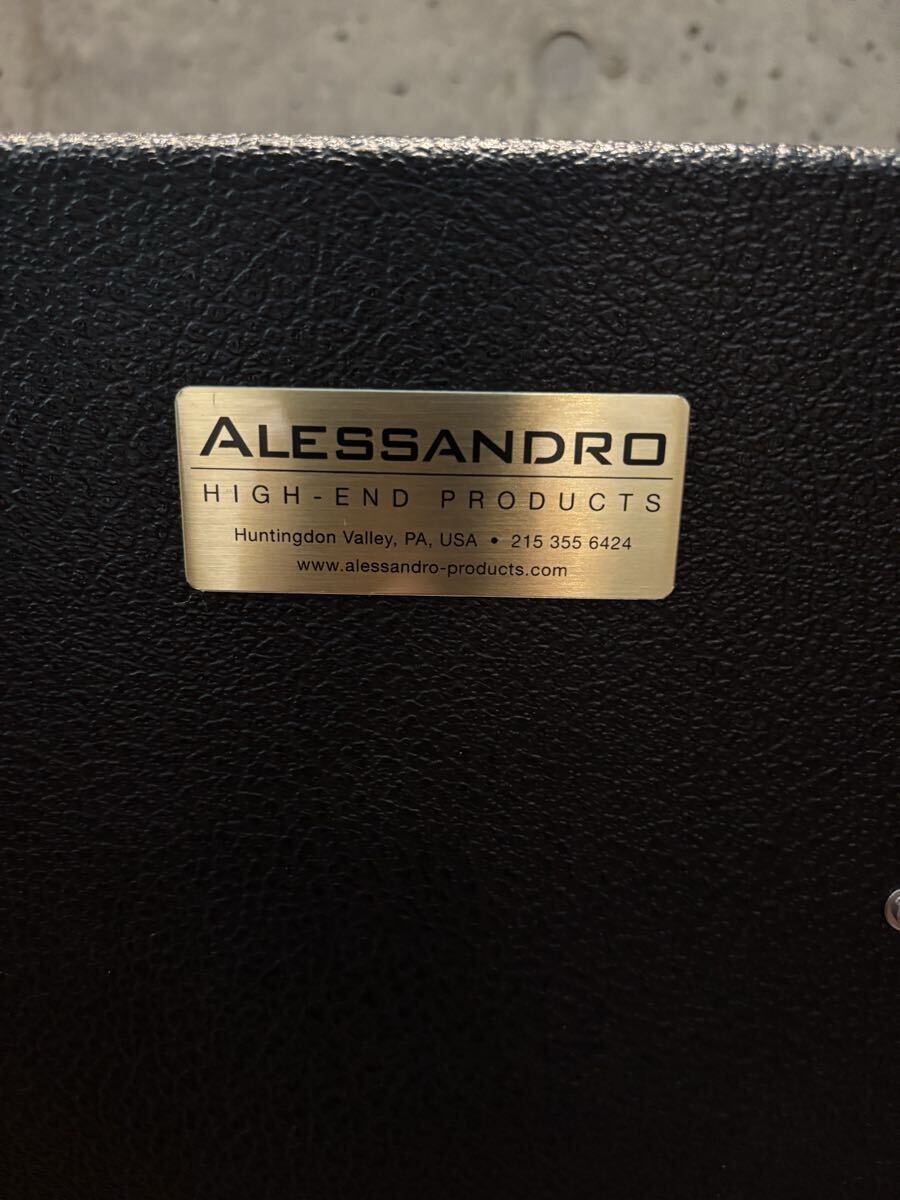 ALESSANDRO
HIGH-END PRODUCTS
Huntingdon Valley, PA, USA • 215 355 6424
www.alessandro-products.com